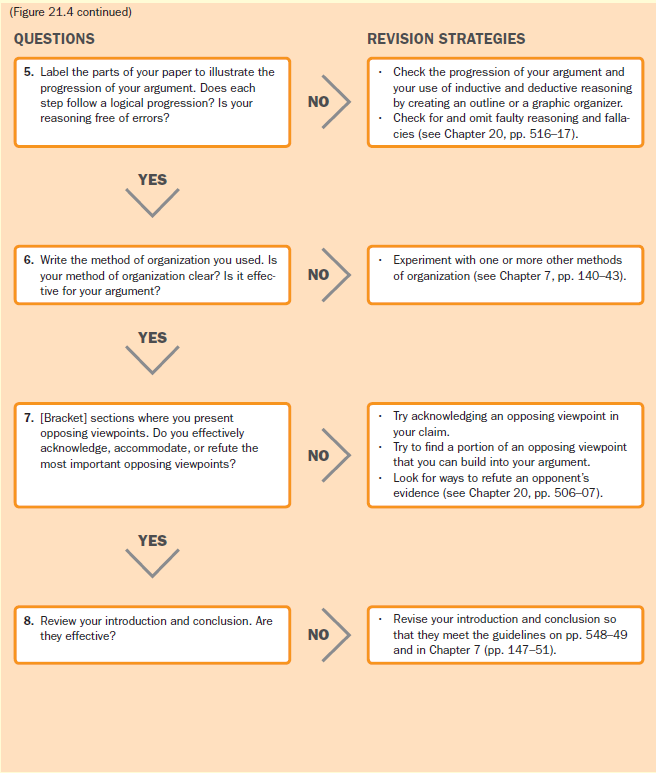 (Figure 21.4 continued)
QUESTIONS
REVISION STRATEGIES
5. Label the parts of your paper to illustrate the
progression of your argument. Does each
step follow a logical progression? Is your
reasoning free of errors?
NO
· Check the progression of your argument and
your use of inductive and deductive reasoning
by creating an outline or a graphic organizer.
· Check for and omit faulty reasoning and falla-
cies (see Chapter 20, pp. 516–17).
YES
6. Write the method of organization you used. Is
your method of organization clear? Is it effec-
tive for your argument?
NO
· Experiment with one or more other methods
of organization (see Chapter 7, pp. 140–43).
YES
7. [Bracket] sections where you present
opposing viewpoints. Do you effectively
acknowledge, accommodate, or refute the
most important opposing viewpoints?
NO
· Try acknowledging an opposing viewpoint in
your claim.
· Try to find a portion of an opposing viewpoint
that you can build into your argument.
· Look for ways to refute an opponent’s
evidence (see Chapter 20, pp. 506–07).
YES
8. Review your introduction and conclusion. Are
they effective?
NO
· Revise your introduction and conclusion so
that they meet the guidelines on pp. 548–49
and in Chapter 7 (pp. 147–51).